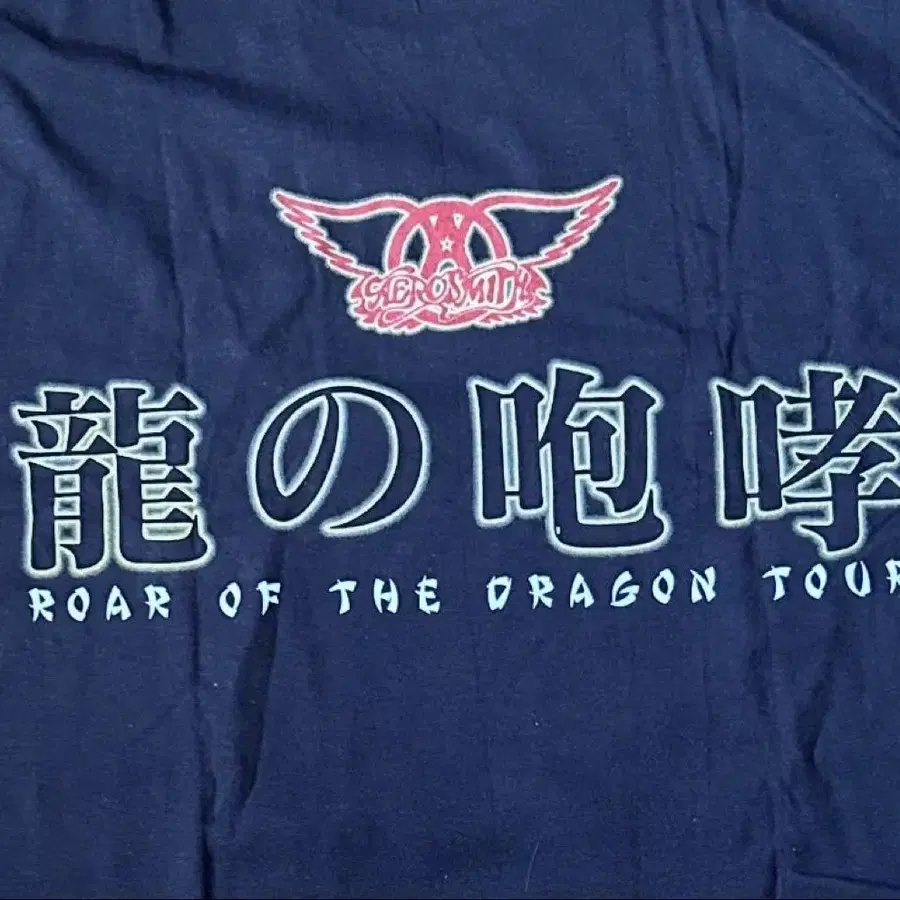 AEROSMITH
龍の咆哮
ROAR OF THE DRAGON TOUR